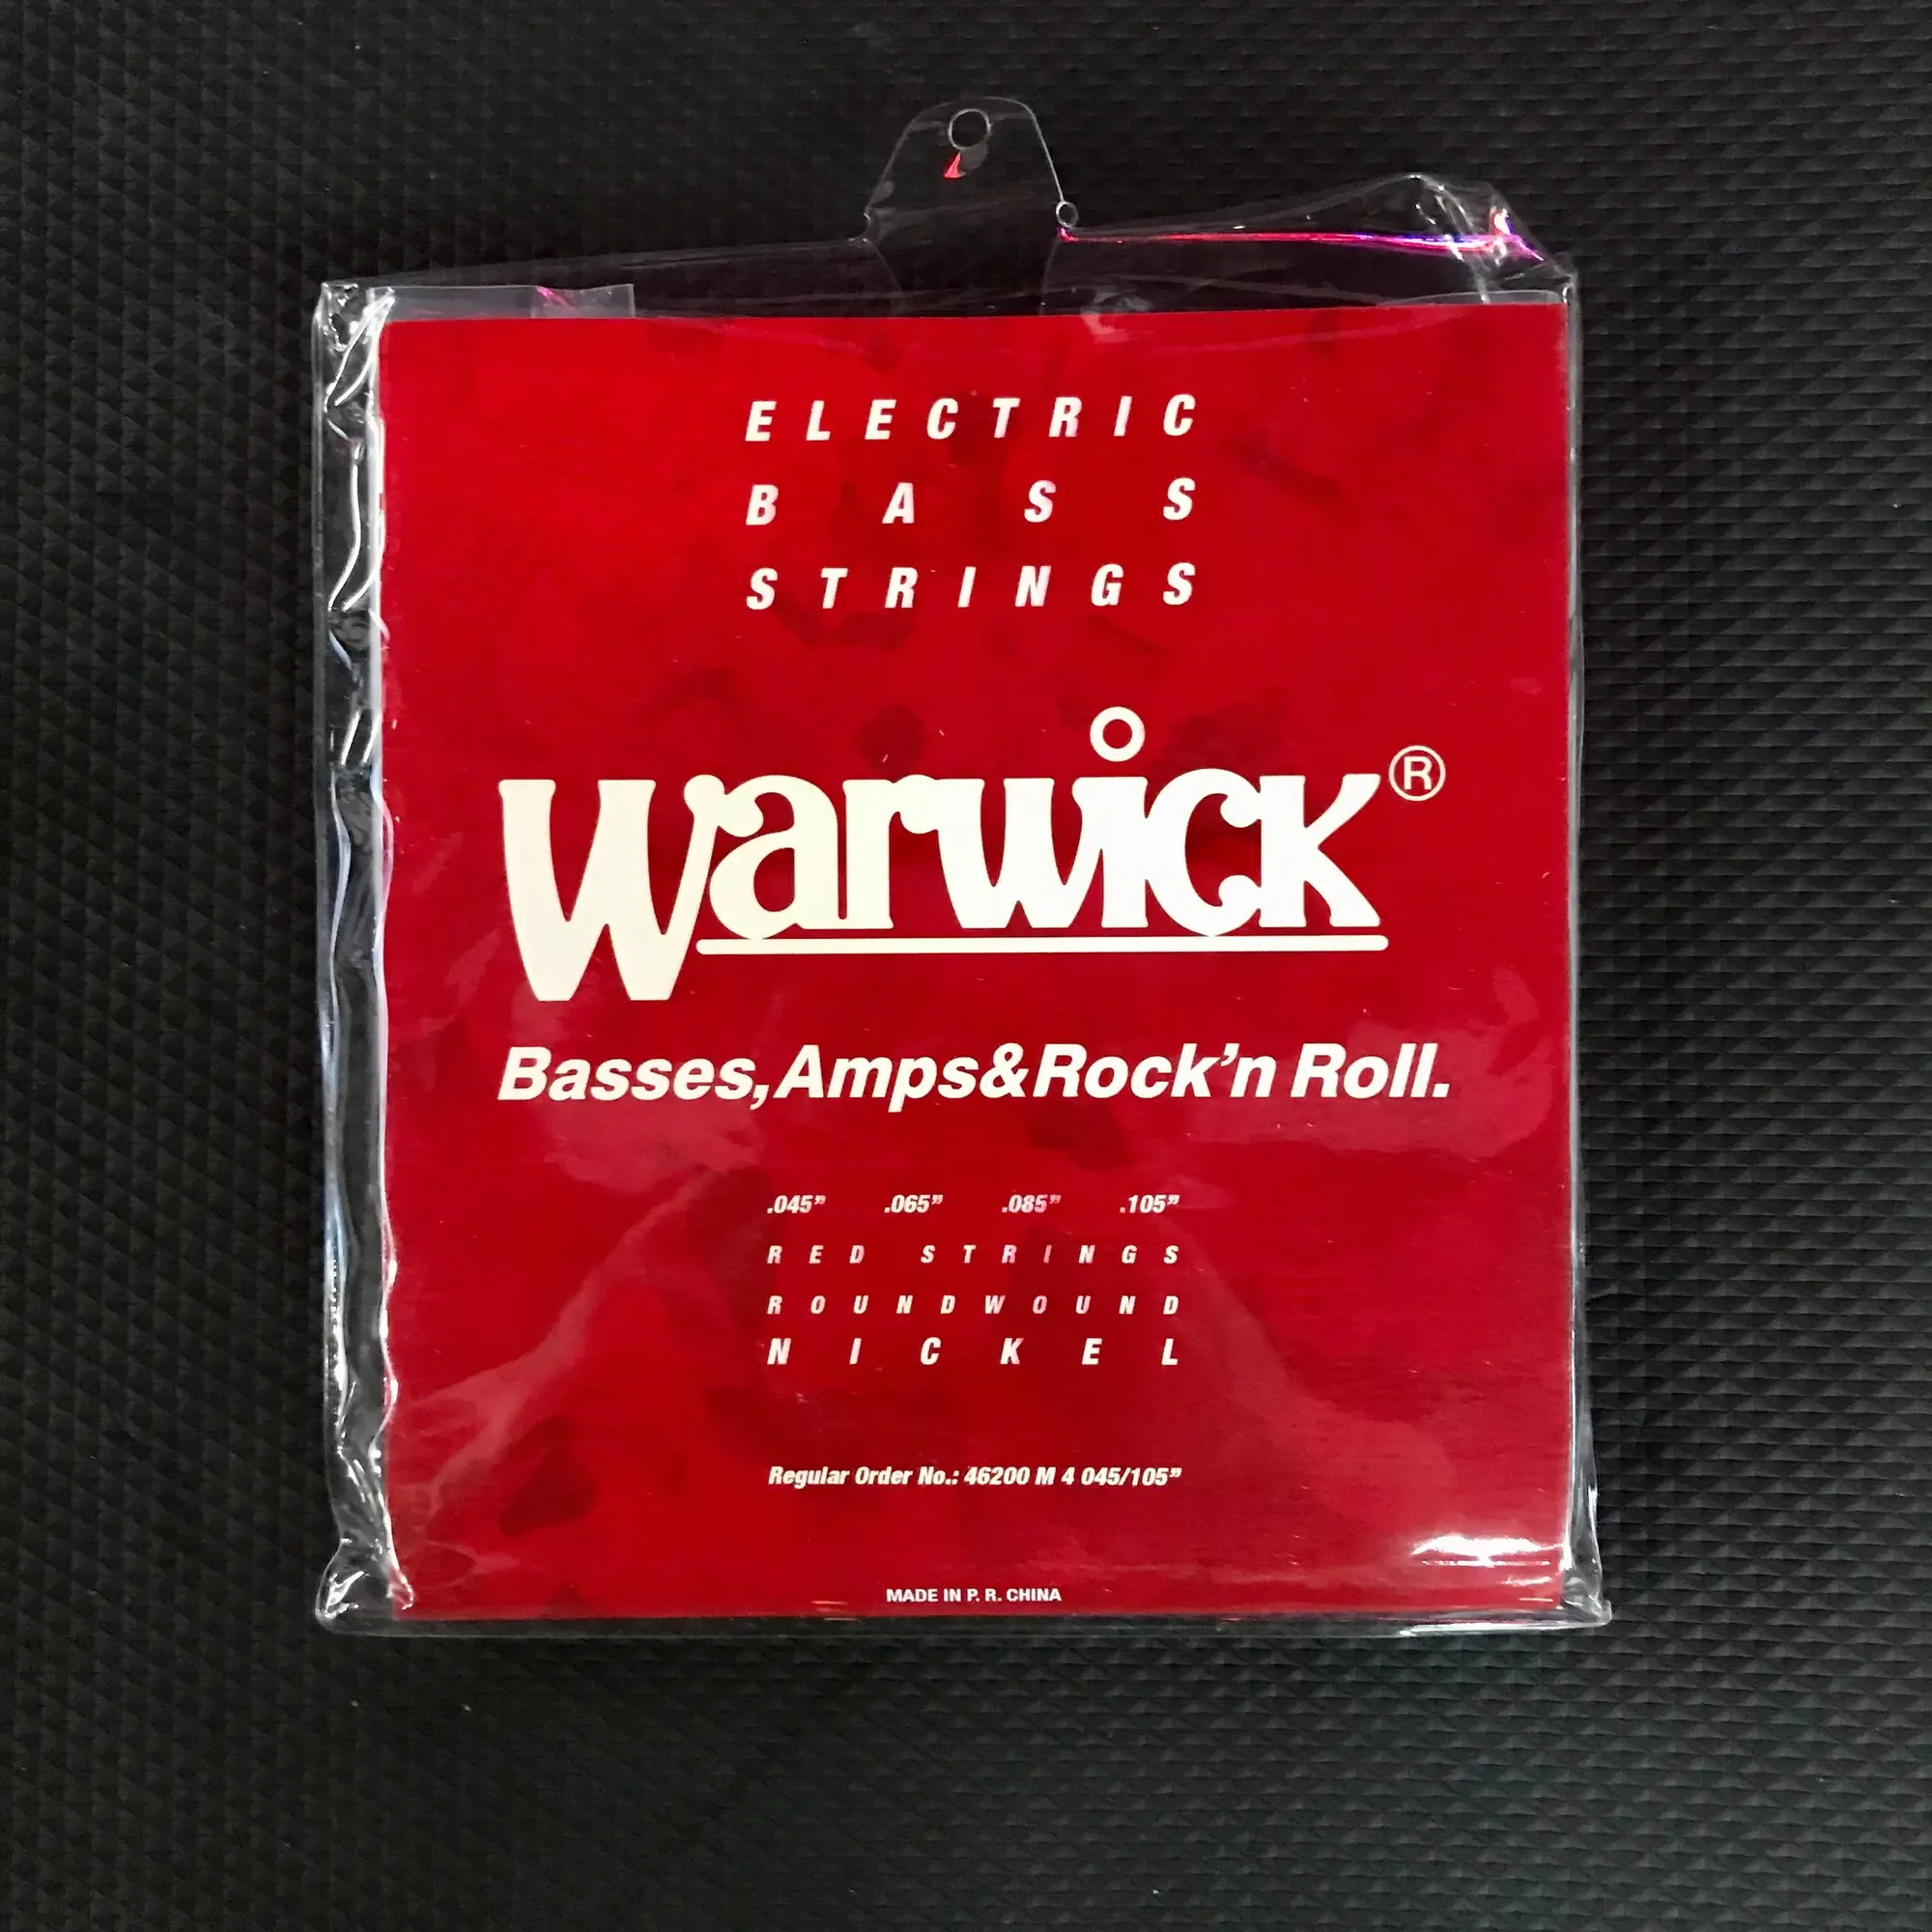 ELECTRIC
BASS
STRINGS
Warwick®
Basses, Amps & Rock'n Roll.
.045” .065” .085” .105”
RED STRINGS
ROUNDWOUND
NICKEL
Regular Order No.: 46200 M 4 045/105”
MADE IN P. R. CHINA